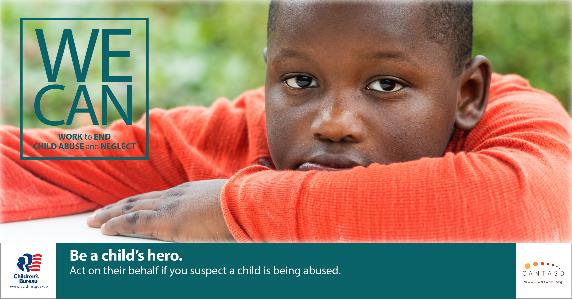 WE
CAN
WORK to END
CHILD ABUSE and NEGLECT
Be a child's hero.
Act on their behalf if you suspect a child is being abused.
Children's
Bureau
CANTASD